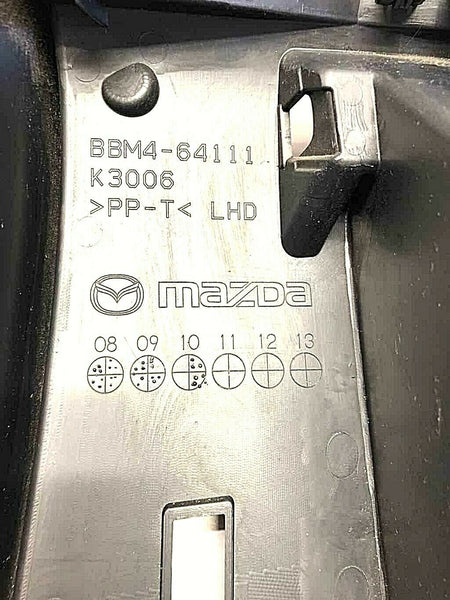 BBM4-64111
K3006
>PP-T< LHD
mazda
08 09 10 11 12 13